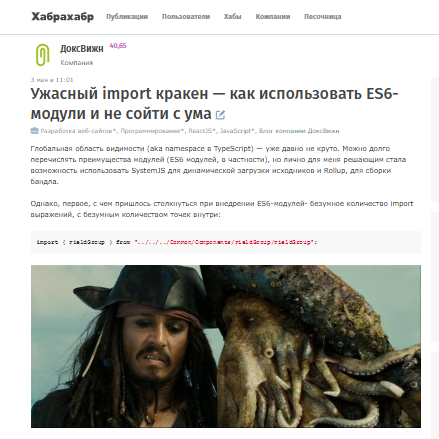 Хабрахабр Публикации Пользователи Хабы Компании Песочница
ДоксВижн 40,65
Компания
3 мая в 11:01
Ужасный import кракен — как использовать ES6-
модули и не сойти с ума
Разработка веб-сайтов*, Программирование*, ReactJS*, JavaScript*, Блог компании ДоксВижн
Глобальная область видимости (aka namespace в TypeScript) — уже давно не круто. Можно долго
перечислять преимущества модулей (ES6 модулей, в частности), но лично для меня решающим стала
возможность использовать SystemJS для динамической загрузки исходников и Rollup, для сборки
бандла.
Однако, первое, с чем пришлось столкнуться при внедрении ES6-модулей- безумное количество import
выражений, с безумным количеством точек внутри:
import { FieldGroup } from "../../../Common/Components/FieldGroup/FieldGroup";